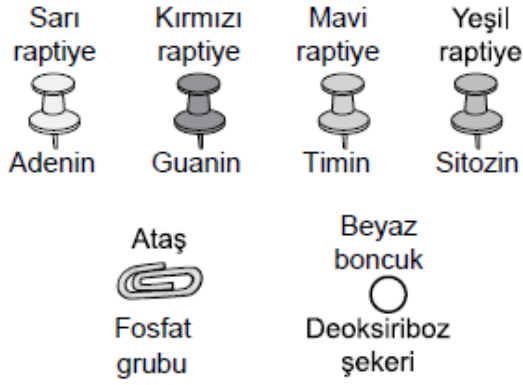 Sarı raptiye
Kırmızı raptiye
Mavi raptiye
Yeşil raptiye
Adenin
Guanin
Timin
Sitozin
Ataş
Beyaz boncuk
Fosfat grubu
Deoksiriboz şekeri